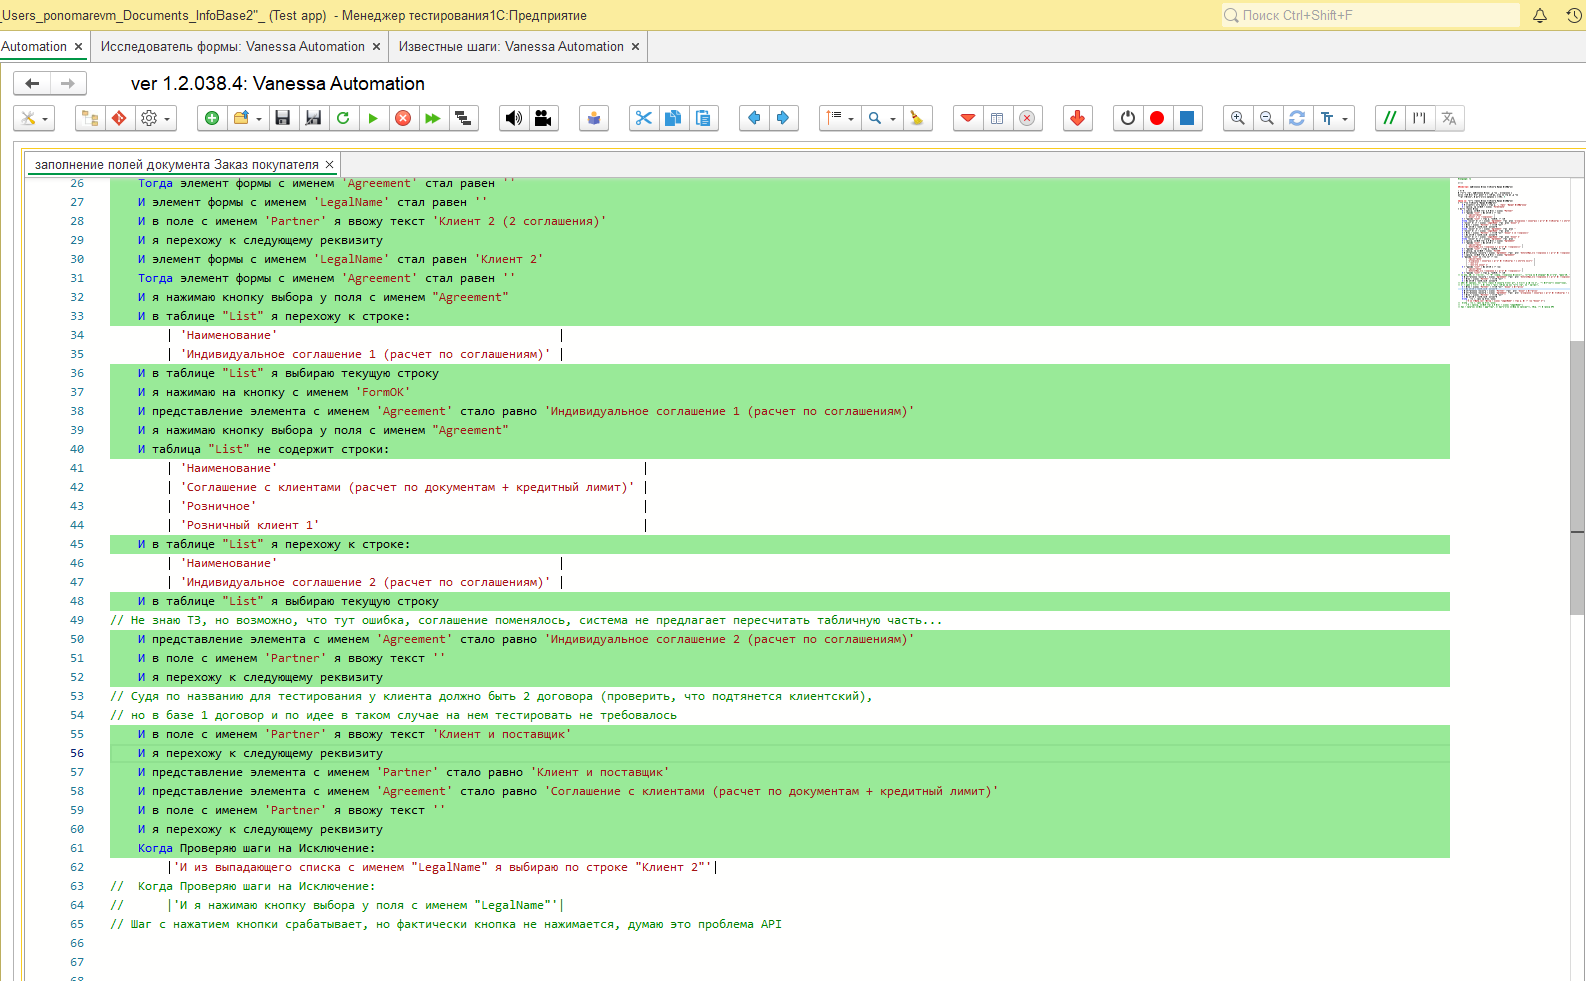 _Users_ponomarevm_Documents_InfoBase2"_ (Test app) - Менеджер тестирования1С:Предприятие
Поиск Ctrl+Shift+F
Automation ×
Исследователь формы: Vanessa Automation ×
Известные шаги: Vanessa Automation ×
ver 1.2.038.4: Vanessa Automation
заполнение полей документа Заказ покупателя ×
26 Тогда элемент формы с именем 'Agreement' стал равен ''
27 И элемент формы с именем 'LegalName' стал равен ''
28 И в поле с именем 'Partner' я ввожу текст 'Клиент 2 (2 соглашения)'
29 И я перехожу к следующему реквизиту
30 И элемент формы с именем 'LegalName' стал равен 'Клиент 2'
31 Тогда элемент формы с именем 'Agreement' стал равен ''
32 И я нажимаю кнопку выбора у поля с именем "Agreement"
33 И в таблице "List" я перехожу к строке:
34 | 'Наименование' |
35 | 'Индивидуальное соглашение 1 (расчет по соглашениям)' |
36 И в таблице "List" я выбираю текущую строку
37 И я нажимаю на кнопку с именем 'FormOK'
38 И представление элемента с именем 'Agreement' стало равно 'Индивидуальное соглашение 1 (расчет по соглашениям)'
39 И я нажимаю кнопку выбора у поля с именем "Agreement"
40 И таблица "List" не содержит строки:
41 | 'Наименование' |
42 | 'Соглашение с клиентами (расчет по документам + кредитный лимит)' |
43 | 'Розничное' |
44 | 'Розничный клиент 1' |
45 И в таблице "List" я перехожу к строке:
46 | 'Наименование' |
47 | 'Индивидуальное соглашение 2 (расчет по соглашениям)' |
48 И в таблице "List" я выбираю текущую строку
49 // Не знаю ТЗ, но возможно, что тут ошибка, соглашение поменялось, система не предлагает пересчитать табличную часть...
50 И представление элемента с именем 'Agreement' стало равно 'Индивидуальное соглашение 2 (расчет по соглашениям)'
51 И в поле с именем 'Partner' я ввожу текст ''
52 И я перехожу к следующему реквизиту
53 // Судя по названию для тестирования у клиента должно быть 2 договора (проверить, что подтянется клиентский),
54 // но в базе 1 договор и по идее в таком случае на нем тестировать не требовалось
55 И в поле с именем 'Partner' я ввожу текст 'Клиент и поставщик'
56 И я перехожу к следующему реквизиту
57 И представление элемента с именем 'Partner' стало равно 'Клиент и поставщик'
58 И представление элемента с именем 'Agreement' стало равно 'Соглашение с клиентами (расчет по документам + кредитный лимит)'
59 И в поле с именем 'Partner' я ввожу текст ''
60 И я перехожу к следующему реквизиту
61 Когда Проверяю шаги на Исключение:
62 |'И из выпадающего списка с именем "LegalName" я выбираю по строке "Клиент 2"'|
63 // Когда Проверяю шаги на Исключение:
64 // |'И я нажимаю кнопку выбора у поля с именем "LegalName"'|
65 // Шаг с нажатием кнопки срабатывает, но фактически кнопка не нажимается, думаю это проблема API
66
67
68